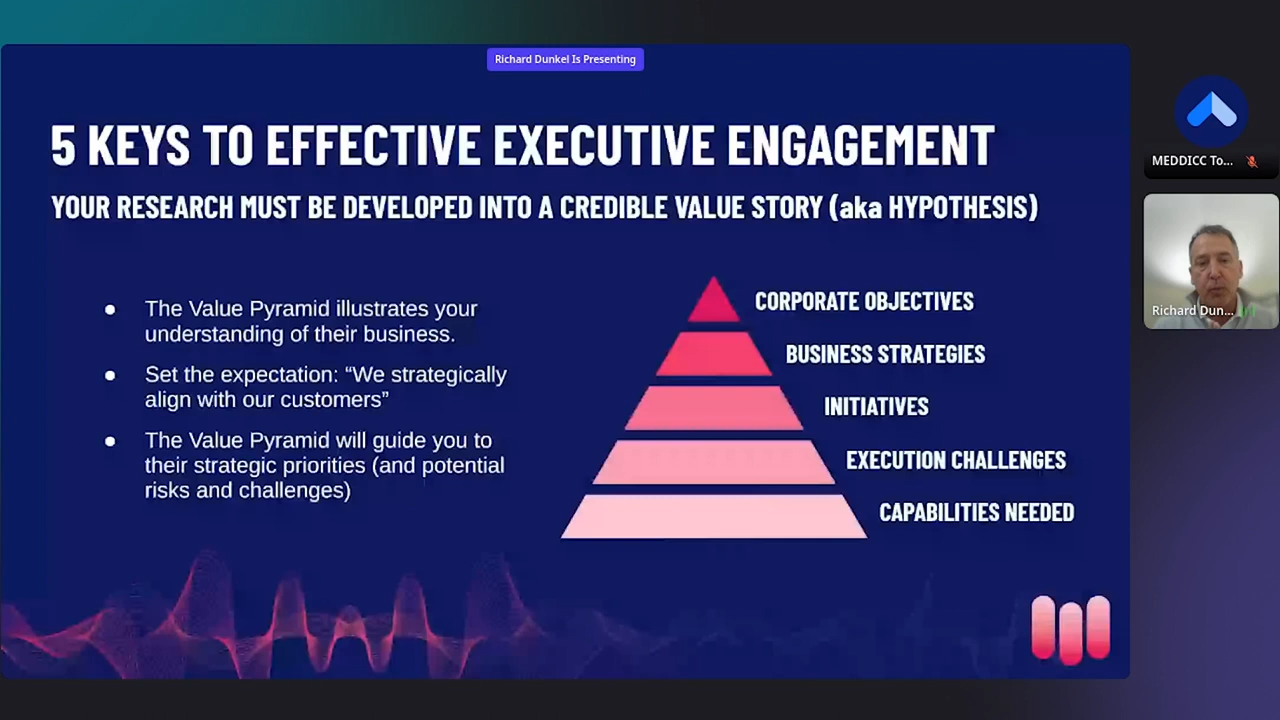 Richard Dunkel Is Presenting
5 KEYS TO EFFECTIVE EXECUTIVE ENGAGEMENT
YOUR RESEARCH MUST BE DEVELOPED INTO A CREDIBLE VALUE STORY (aka HYPOTHESIS)
● The Value Pyramid illustrates your
understanding of their business.
● Set the expectation: “We strategically
align with our customers”
● The Value Pyramid will guide you to
their strategic priorities (and potential
risks and challenges)
CORPORATE OBJECTIVES
BUSINESS STRATEGIES
INITIATIVES
EXECUTION CHALLENGES
CAPABILITIES NEEDED
MEDDICC To...
Richard Dun...